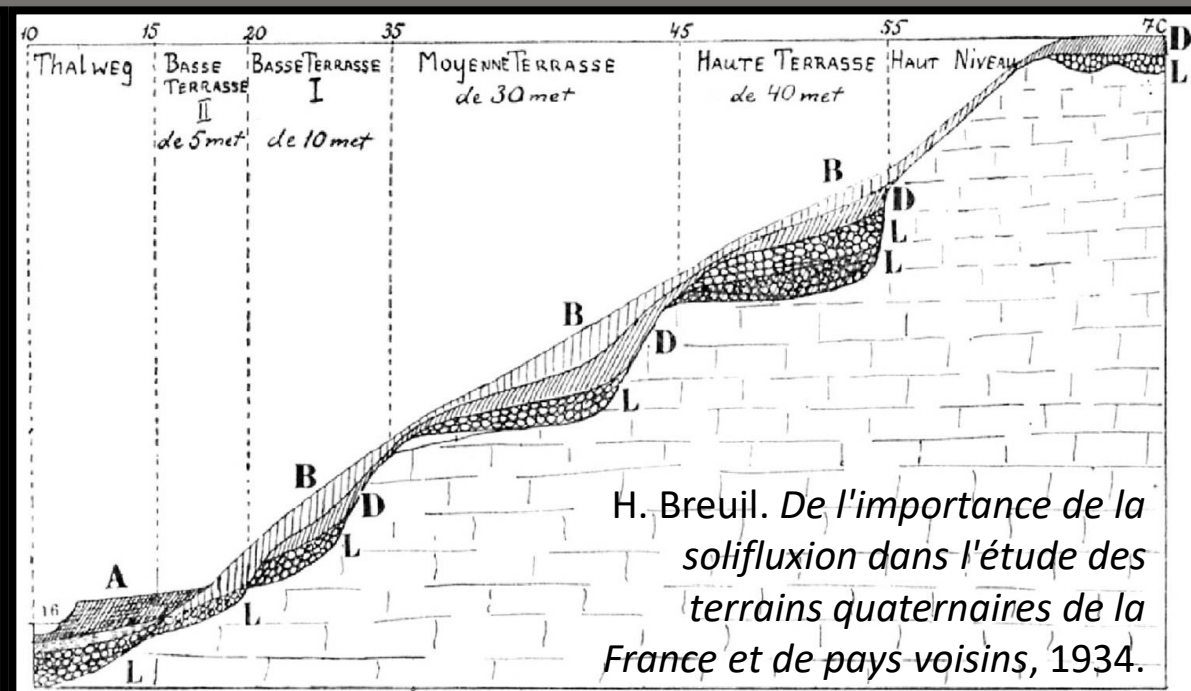 10 15 20 35 45 55 70
Thalweg
BASSE
TERRASSE
II
de 5 met
BASSE TERRASSE
I
de 10 met
MOYENNE TERRASSE
de 30 met
HAUTE TERRASSE
de 40 met
HAUT NIVEAU
D
L
B
D
L
L
B
D
L
B
D
L
A
16
L
L
H. Breuil. De l'importance de la
solifluxion dans l'étude des
terrains quaternaires de la
France et de pays voisins, 1934.